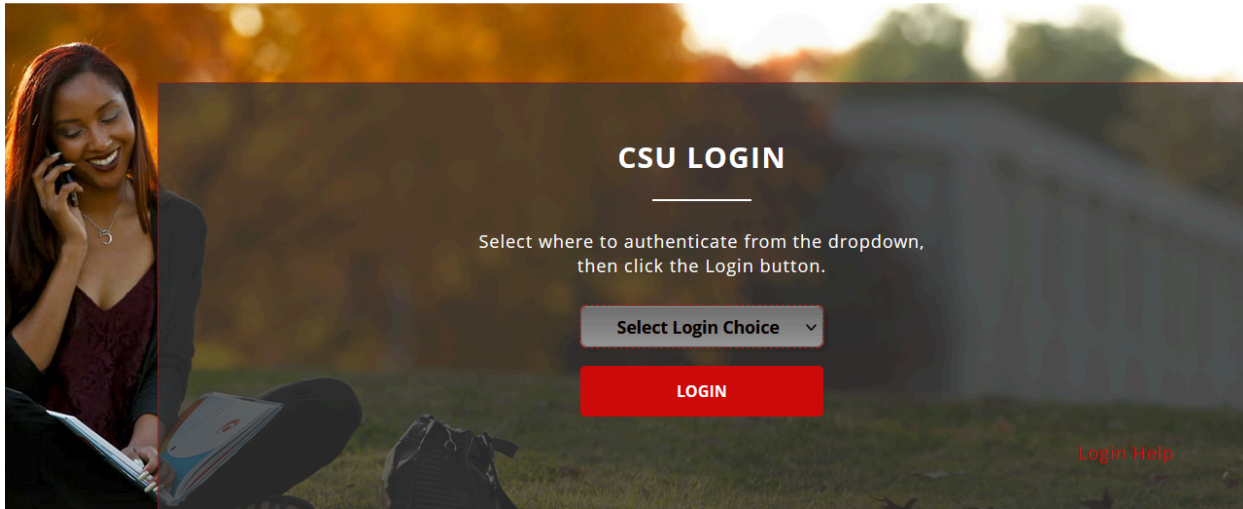 CSU LOGIN
Select where to authenticate from the dropdown,
then click the Login button.
Select Login Choice
LOGIN
Login Help